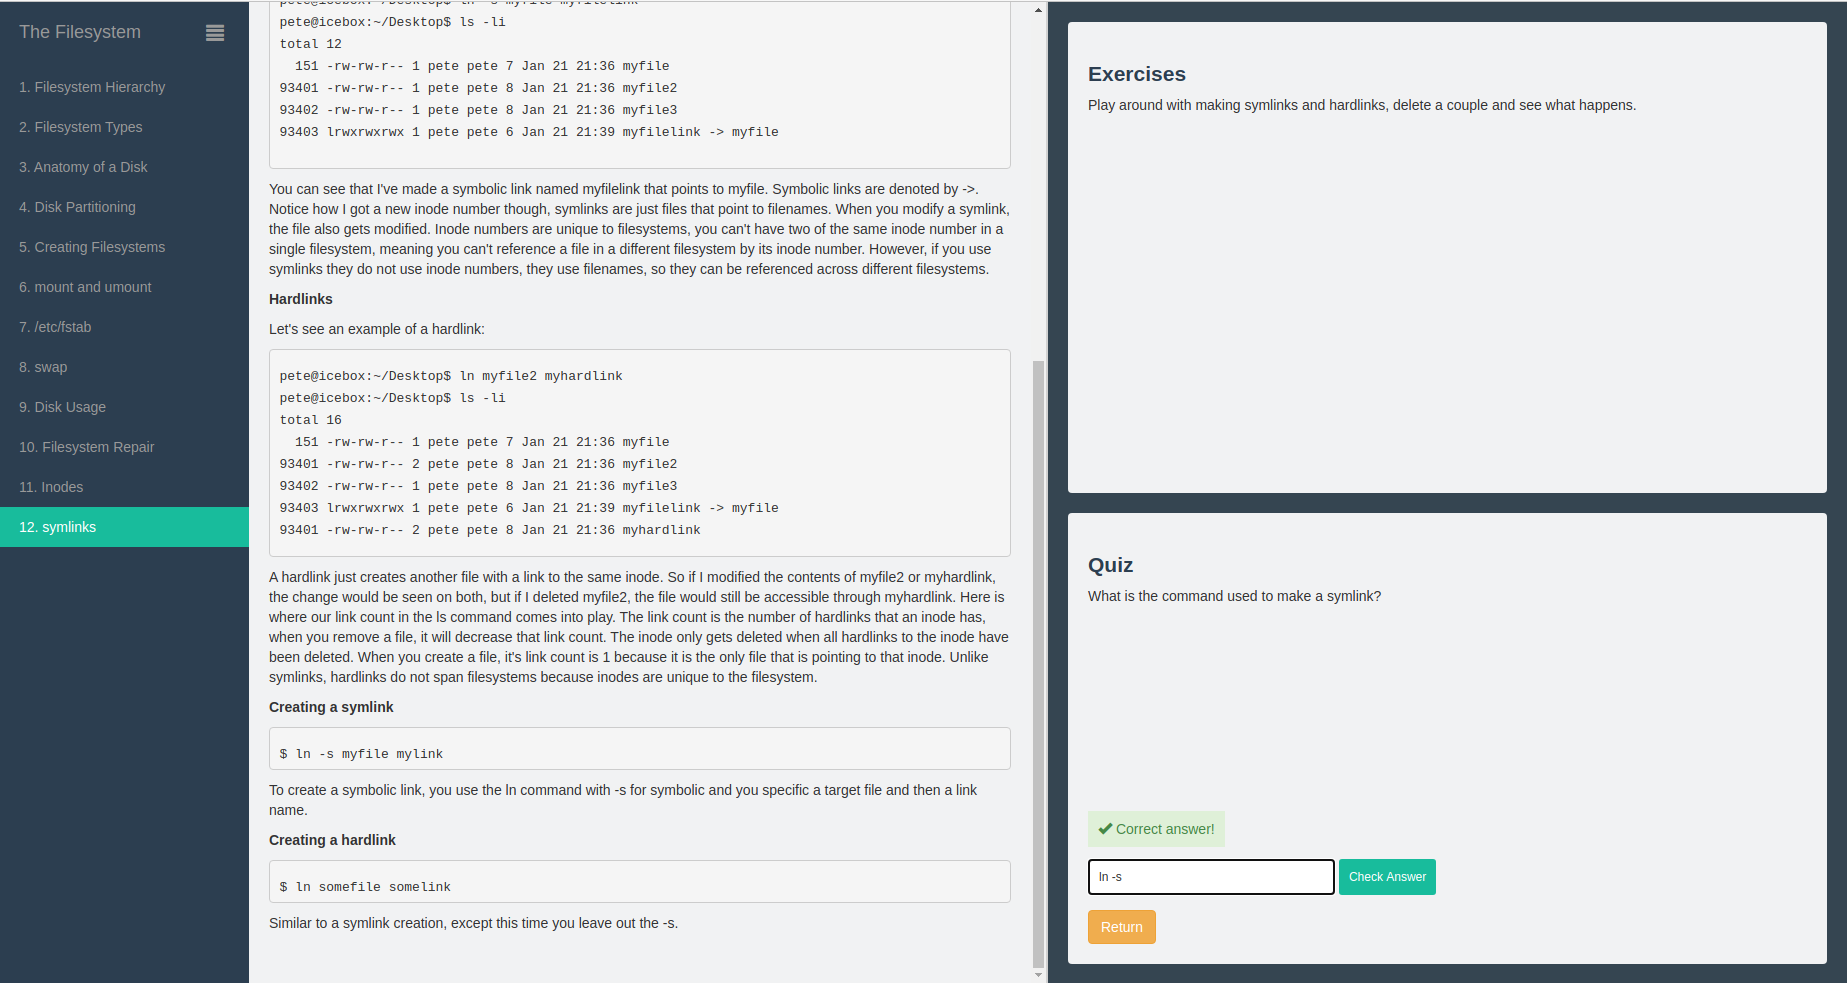 The Filesystem
1. Filesystem Hierarchy
2. Filesystem Types
3. Anatomy of a Disk
4. Disk Partitioning
5. Creating Filesystems
6. mount and umount
7. /etc/fstab
8. swap
9. Disk Usage
10. Filesystem Repair
11. Inodes
12. symlinks
pete@icebox:~/Desktop$ ln -s myfile myfilelink
pete@icebox:~/Desktop$ ls -li
total 12
151 -rw-rw-r-- 1 pete pete 7 Jan 21 21:36 myfile
93401 -rw-rw-r-- 1 pete pete 8 Jan 21 21:36 myfile2
93402 -rw-rw-r-- 1 pete pete 8 Jan 21 21:36 myfile3
93403 lrwxrwxrwx 1 pete pete 6 Jan 21 21:39 myfilelink -> myfile
You can see that I've made a symbolic link named myfilelink that points to myfile. Symbolic links are denoted by ->.
Notice how I got a new inode number though, symlinks are just files that point to filenames. When you modify a symlink,
the file also gets modified. Inode numbers are unique to filesystems, you can't have two of the same inode number in a
single filesystem, meaning you can't reference a file in a different filesystem by its inode number. However, if you use
symlinks they do not use inode numbers, they use filenames, so they can be referenced across different filesystems.
Hardlinks
Let's see an example of a hardlink:
pete@icebox:~/Desktop$ ln myfile2 myhardlink
pete@icebox:~/Desktop$ ls -li
total 16
151 -rw-rw-r-- 1 pete pete 7 Jan 21 21:36 myfile
93401 -rw-rw-r-- 2 pete pete 8 Jan 21 21:36 myfile2
93402 -rw-rw-r-- 1 pete pete 8 Jan 21 21:36 myfile3
93403 lrwxrwxrwx 1 pete pete 6 Jan 21 21:39 myfilelink -> myfile
93401 -rw-rw-r-- 2 pete pete 8 Jan 21 21:36 myhardlink
A hardlink just creates another file with a link to the same inode. So if I modified the contents of myfile2 or myhardlink,
the change would be seen on both, but if I deleted myfile2, the file would still be accessible through myhardlink. Here is
where our link count in the ls command comes into play. The link count is the number of hardlinks that an inode has,
when you remove a file, it will decrease that link count. The inode only gets deleted when all hardlinks to the inode have
been deleted. When you create a file, it's link count is 1 because it is the only file that is pointing to that inode. Unlike
symlinks, hardlinks do not span filesystems because inodes are unique to the filesystem.
Creating a symlink
$ ln -s myfile mylink
To create a symbolic link, you use the ln command with -s for symbolic and you specific a target file and then a link
name.
Creating a hardlink
$ ln somefile somelink
Similar to a symlink creation, except this time you leave out the -s.
Exercises
Play around with making symlinks and hardlinks, delete a couple and see what happens.
Quiz
What is the command used to make a symlink?
Correct answer!
ln -s
Check Answer
Return